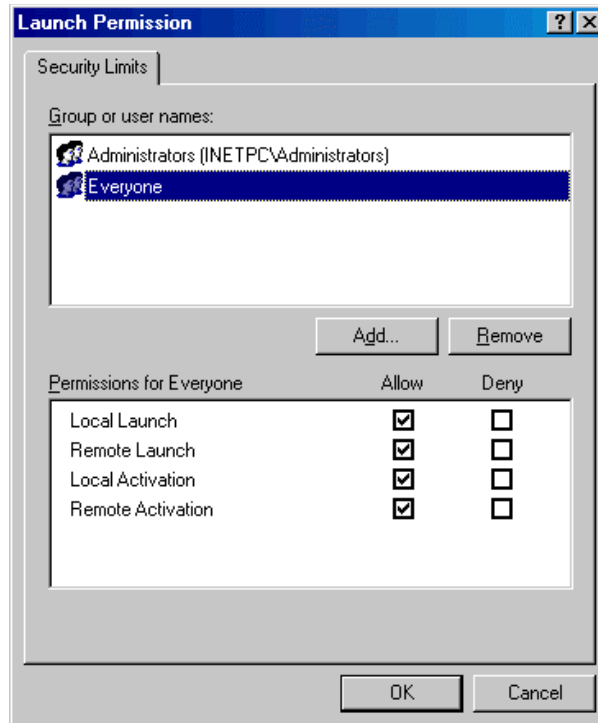 Launch Permission
Security Limits
Group or user names:
Administrators (INETPC\Administrators)
Everyone
Add... Remove
Permissions for Everyone Allow Deny
Local Launch
Remote Launch
Local Activation
Remote Activation
OK Cancel